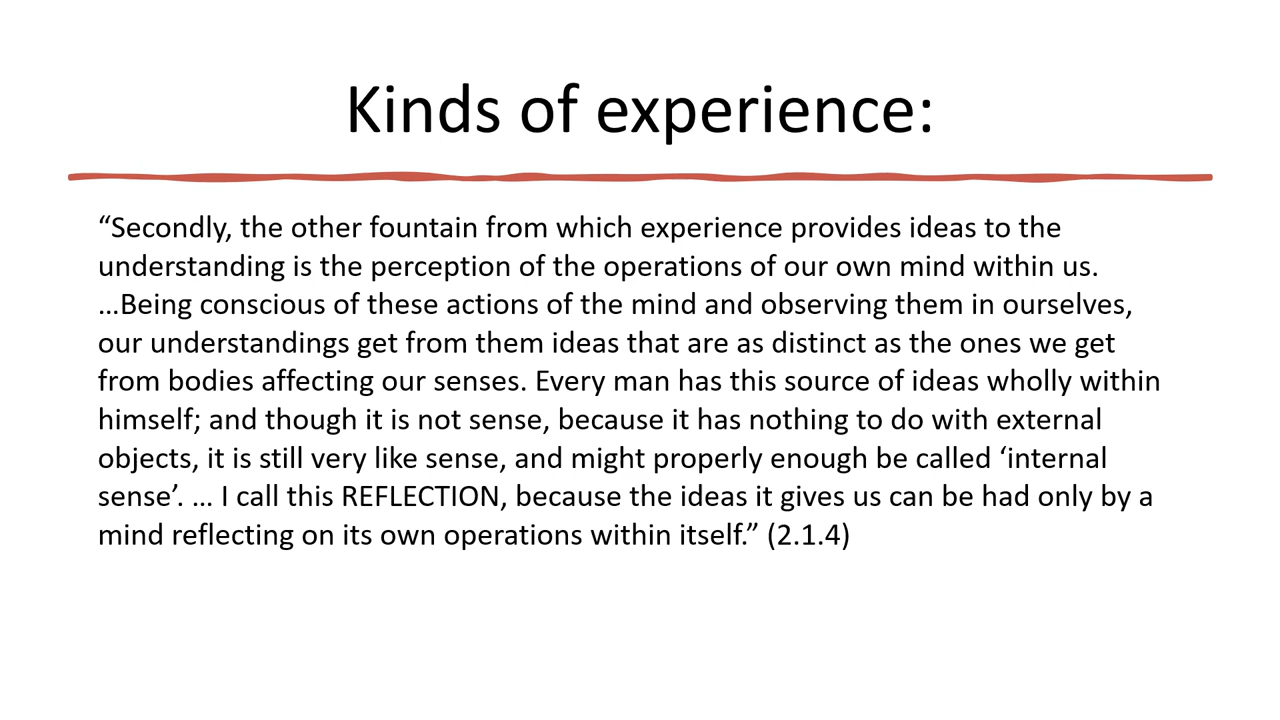 Kinds of experience:
“Secondly, the other fountain from which experience provides ideas to the
understanding is the perception of the operations of our own mind within us.
…Being conscious of these actions of the mind and observing them in ourselves,
our understandings get from them ideas that are as distinct as the ones we get
from bodies affecting our senses. Every man has this source of ideas wholly within
himself; and though it is not sense, because it has nothing to do with external
objects, it is still very like sense, and might properly enough be called ‘internal
sense’. … I call this REFLECTION, because the ideas it gives us can be had only by a
mind reflecting on its own operations within itself.” (2.1.4)